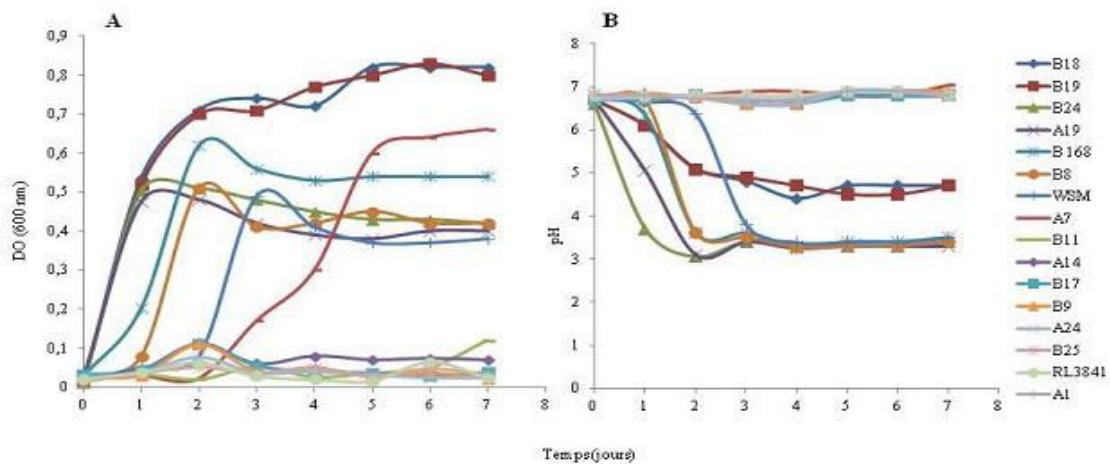 A
DO (600 nm)
0,9
0,8
0,7
0,6
0,5
0,4
0,3
0,2
0,1
0
0 1 2 3 4 5 6 7 8
B
pH
8
7
6
5
4
3
2
1
0
0 1 2 3 4 5 6 7 8
Temps(jours)
B18
B19
B24
A19
B168
B8
WSM
A7
B11
A14
B17
B9
A24
B25
RL3841
A1